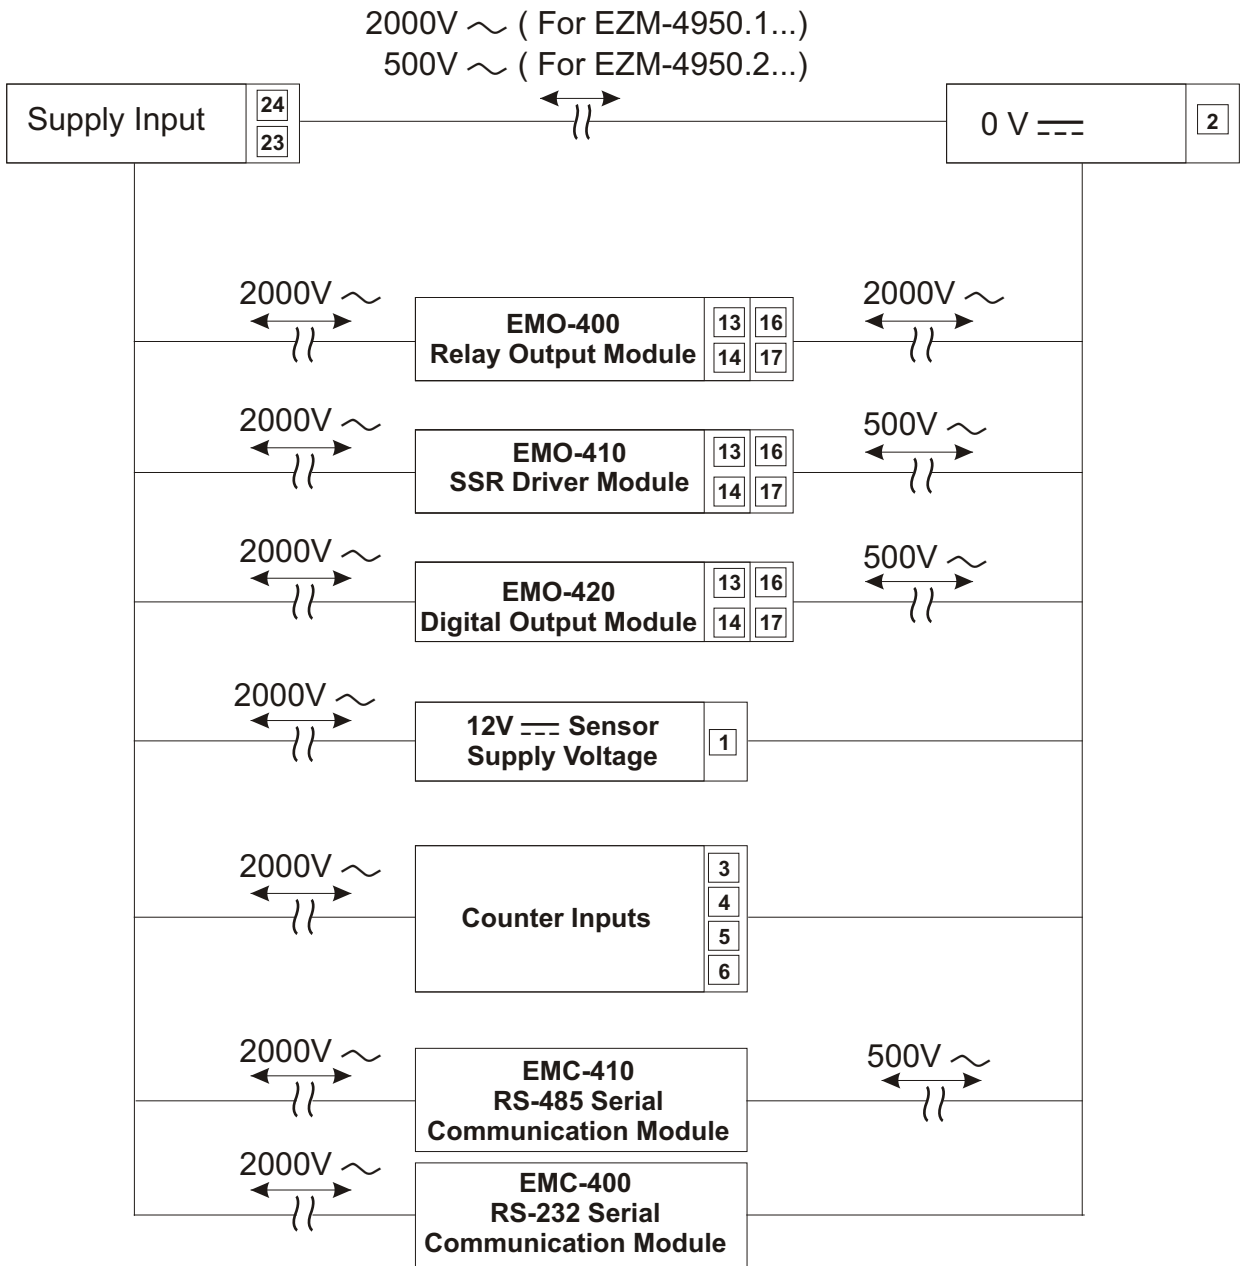 2000V ~ ( For EZM-4950.1...)
500V ~ ( For EZM-4950.2...)
Supply Input
24
23
0 V
2
2000V ~
EMO-400
Relay Output Module
13 16
14 17
2000V ~
2000V ~
EMO-410
SSR Driver Module
13 16
14 17
500V ~
2000V ~
EMO-420
Digital Output Module
13 16
14 17
500V ~
2000V ~
12V Sensor
Supply Voltage
1
2000V ~
Counter Inputs
3
4
5
6
2000V ~
EMC-410
RS-485 Serial
Communication Module
500V ~
2000V ~
EMC-400
RS-232 Serial
Communication Module